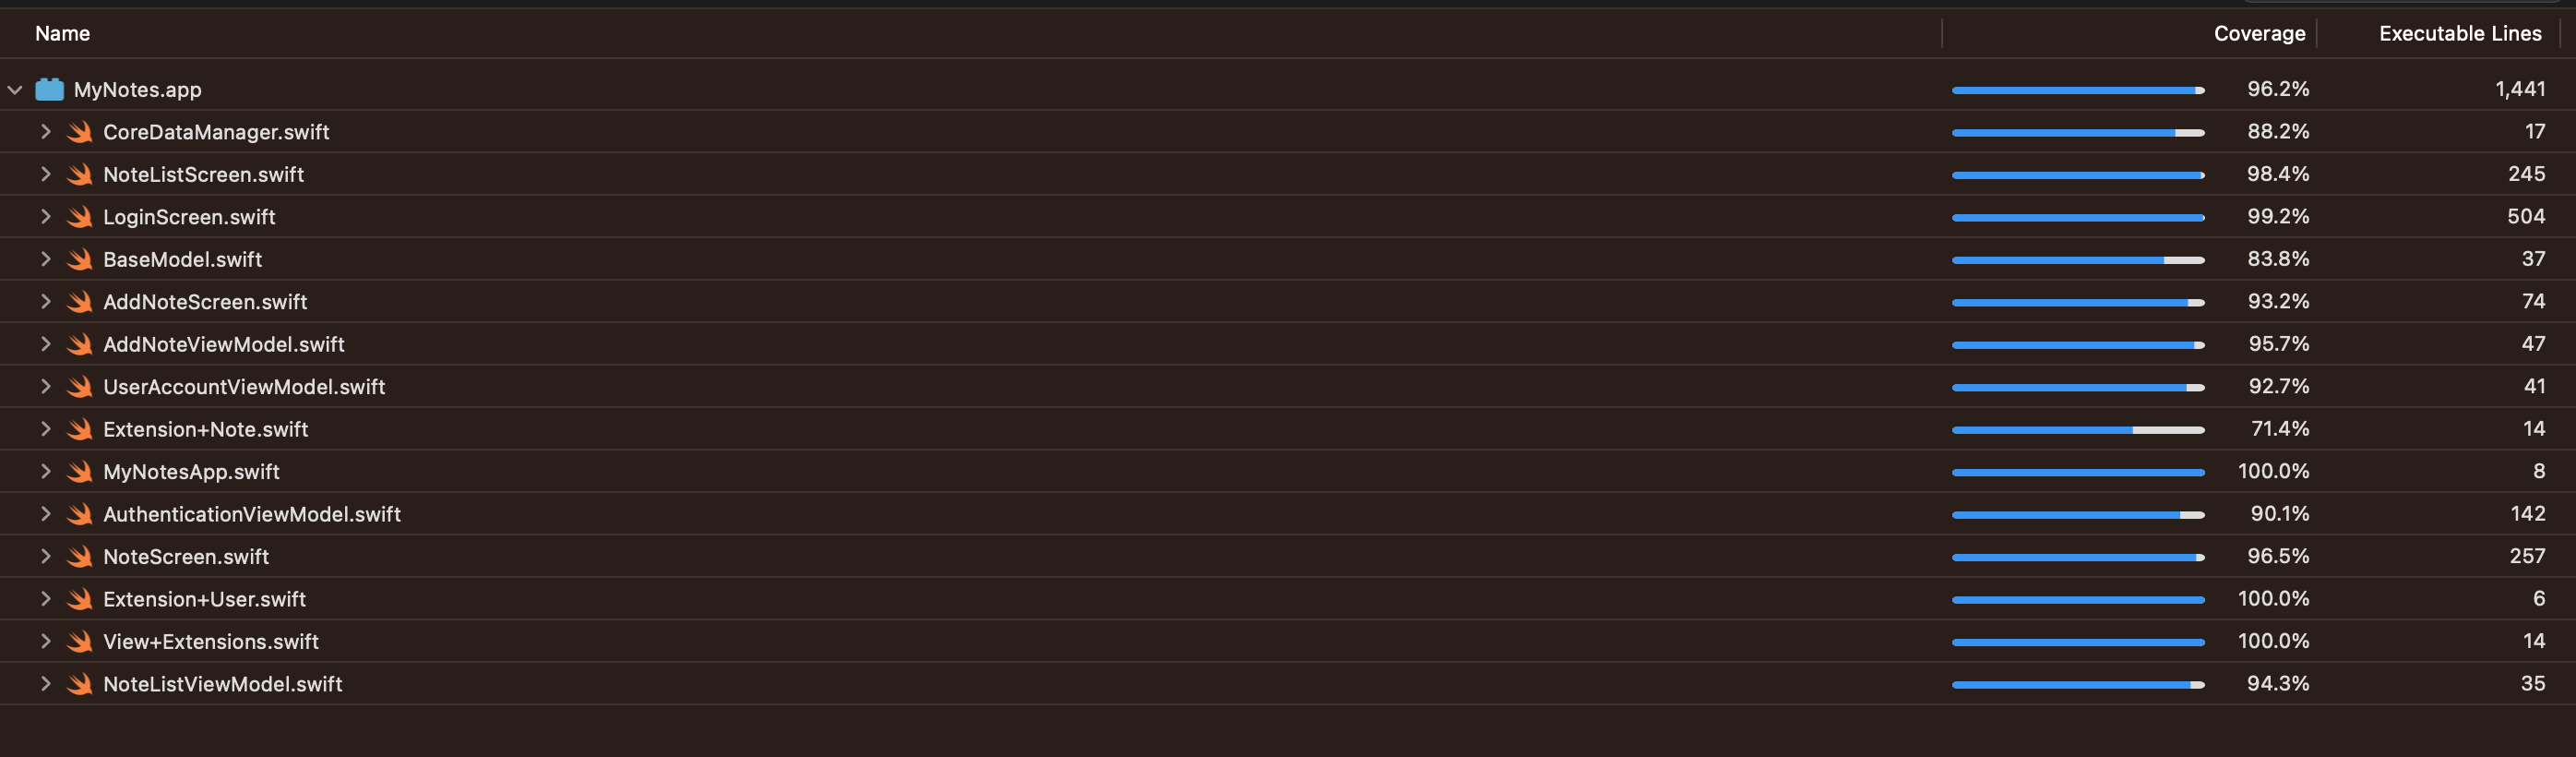 Name Coverage Executable Lines
MyNotes.app 96.2% 1,441
CoreDataManager.swift 88.2% 17
NoteListScreen.swift 98.4% 245
LoginScreen.swift 99.2% 504
BaseModel.swift 83.8% 37
AddNoteScreen.swift 93.2% 74
AddNoteViewModel.swift 95.7% 47
UserAccountViewModel.swift 92.7% 41
Extension+Note.swift 71.4% 14
MyNotesApp.swift 100.0% 8
AuthenticationViewModel.swift 90.1% 142
NoteScreen.swift 96.5% 257
Extension+User.swift 100.0% 6
View+Extensions.swift 100.0% 14
NoteListViewModel.swift 94.3% 35